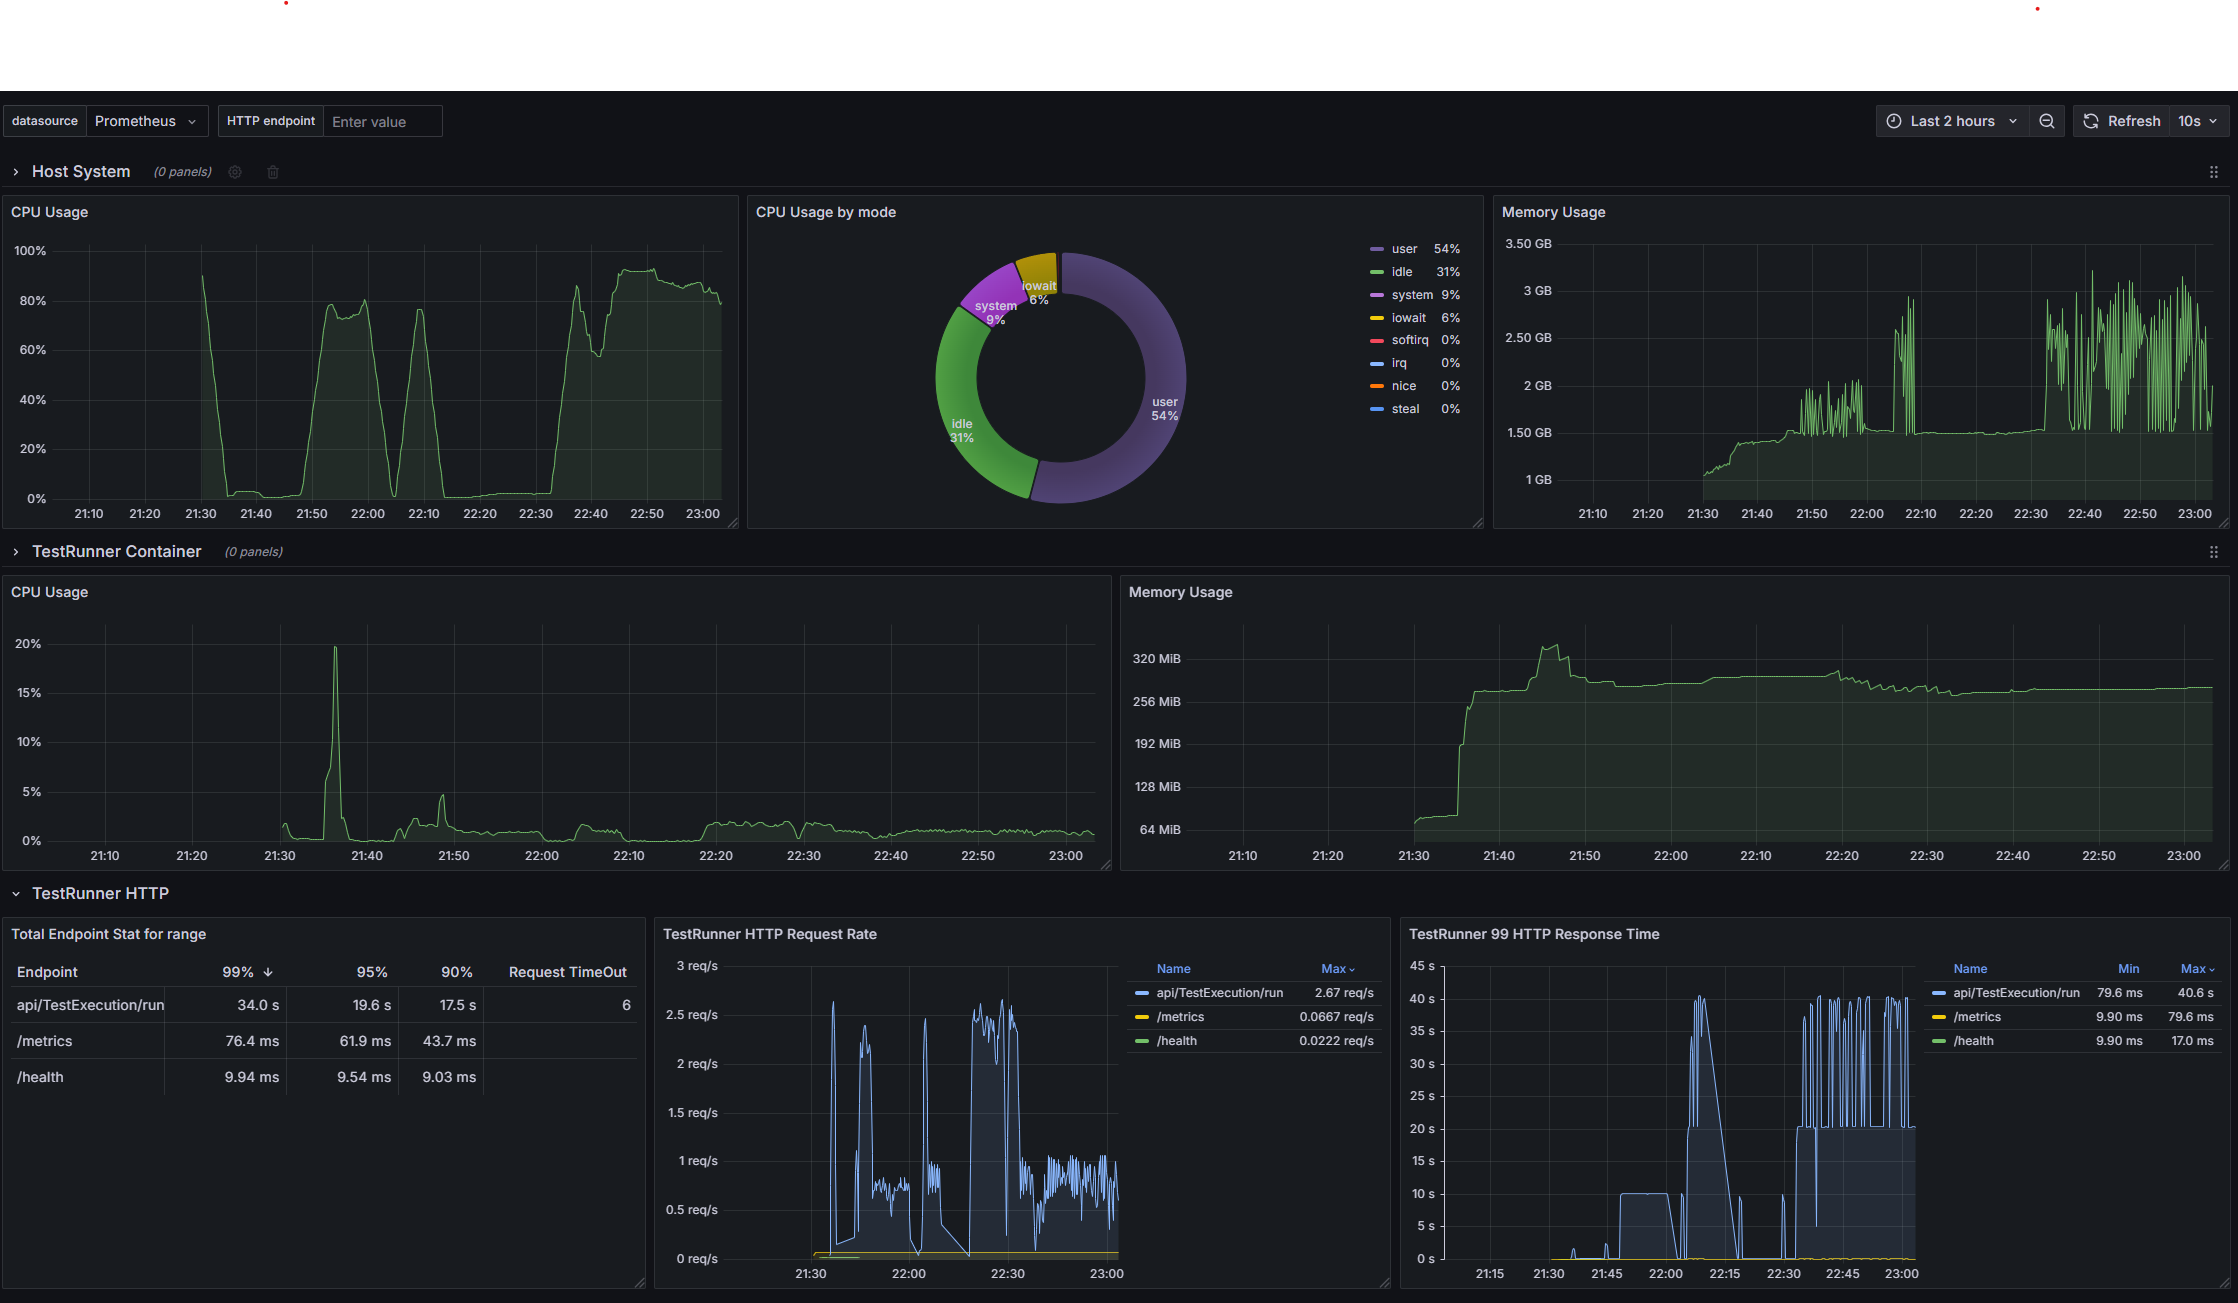 datasource Prometheus HTTP endpoint Enter value Last 2 hours Refresh 10s
Host System (0 panels)
CPU Usage
100%
80%
60%
40%
20%
0%
21:10 21:20 21:30 21:40 21:50 22:00 22:10 22:20 22:30 22:40 22:50 23:00
CPU Usage by mode
iowait
6%
system
9%
user
54%
idle
31%
user 54%
idle 31%
system 9%
iowait 6%
softirq 0%
irq 0%
nice 0%
steal 0%
Memory Usage
3.50 GB
3 GB
2.50 GB
2 GB
1.50 GB
1 GB
21:10 21:20 21:30 21:40 21:50 22:00 22:10 22:20 22:30 22:40 22:50 23:00
TestRunner Container (0 panels)
CPU Usage
20%
15%
10%
5%
0%
21:10 21:20 21:30 21:40 21:50 22:00 22:10 22:20 22:30 22:40 22:50 23:00
Memory Usage
320 MiB
256 MiB
192 MiB
128 MiB
64 MiB
21:10 21:20 21:30 21:40 21:50 22:00 22:10 22:20 22:30 22:40 22:50 23:00
TestRunner HTTP
Total Endpoint Stat for range
Endpoint 99% 95% 90% Request TimeOut
api/TestExecution/run 34.0 s 19.6 s 17.5 s 6
/metrics 76.4 ms 61.9 ms 43.7 ms
/health 9.94 ms 9.54 ms 9.03 ms
TestRunner HTTP Request Rate
3 req/s
2.5 req/s
2 req/s
1.5 req/s
1 req/s
0.5 req/s
0 req/s
21:30 22:00 22:30 23:00
Name Max
api/TestExecution/run 2.67 req/s
/metrics 0.0667 req/s
/health 0.0222 req/s
TestRunner 99 HTTP Response Time
45 s
40 s
35 s
30 s
25 s
20 s
15 s
10 s
5 s
0 s
21:15 21:30 21:45 22:00 22:15 22:30 22:45 23:00
Name Min Max
api/TestExecution/run 79.6 ms 40.6 s
/metrics 9.90 ms 79.6 ms
/health 9.90 ms 17.0 ms